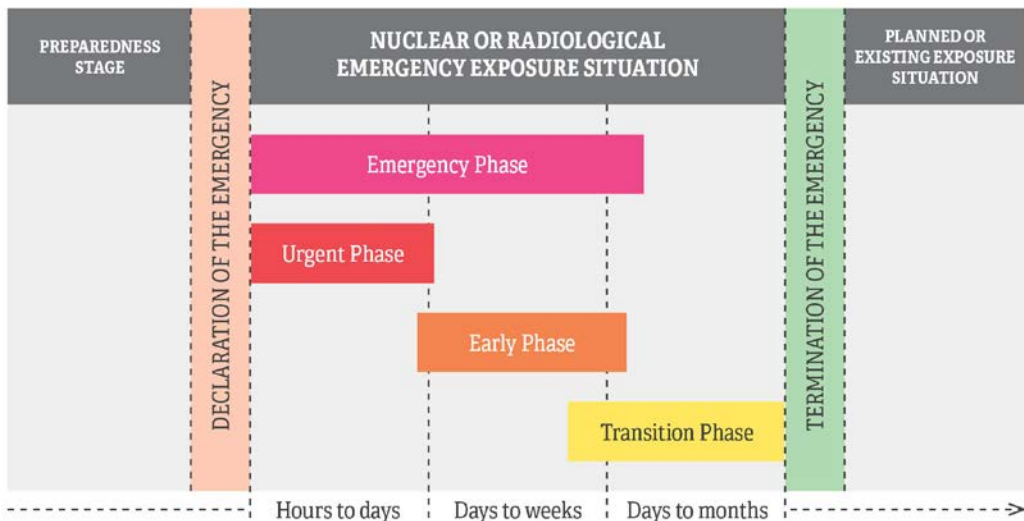 PREPAREDNESS
STAGE
DECLARATION OF THE EMERGENCY
NUCLEAR OR RADIOLOGICAL
EMERGENCY EXPOSURE SITUATION
TERMINATION OF THE EMERGENCY
PLANNED OR
EXISTING EXPOSURE
SITUATION
Emergency Phase
Urgent Phase
Early Phase
Transition Phase
Hours to days
Days to weeks
Days to months